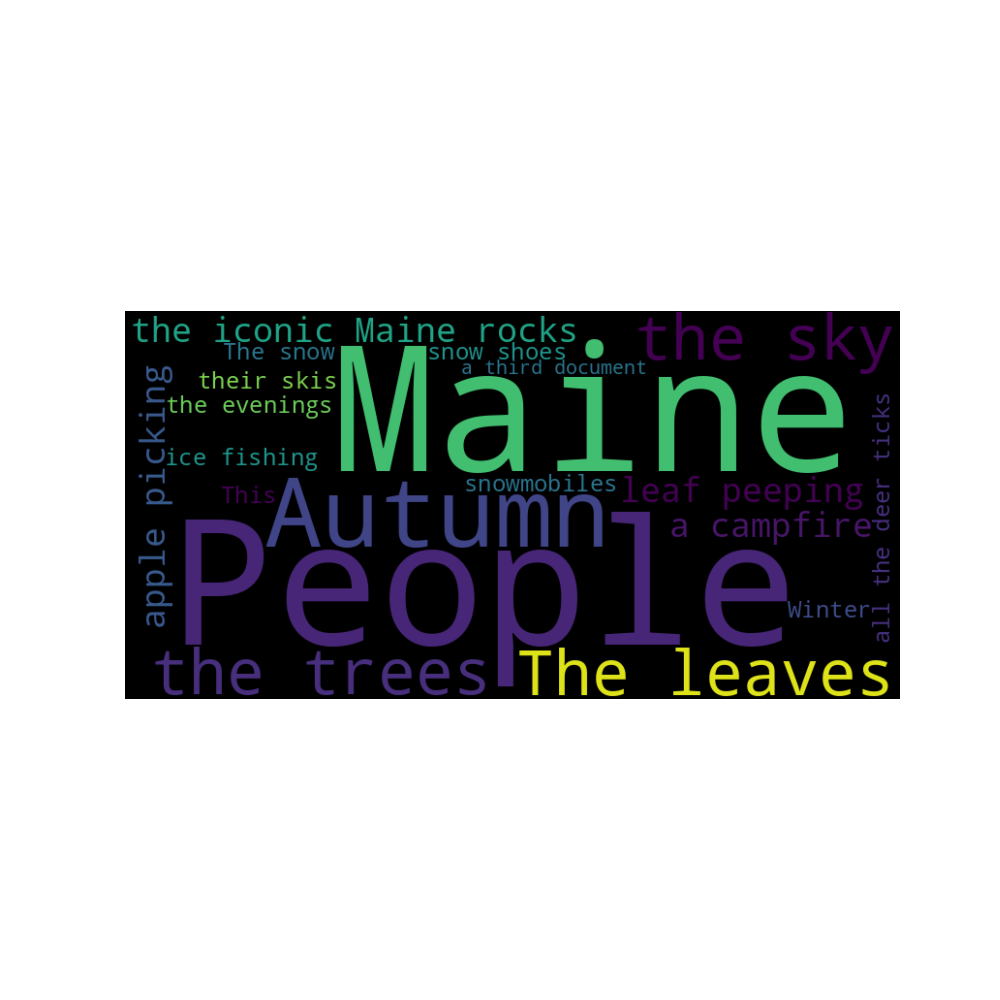 the iconic Maine rocks
the sky
The snow
snow shoes
a third document
their skis
the evenings
Maine
apple picking
ice fishing
all the deer ticks
This
Autumn
snowmobiles
leaf peeping
a campfire
People
Winter
the trees
The leaves